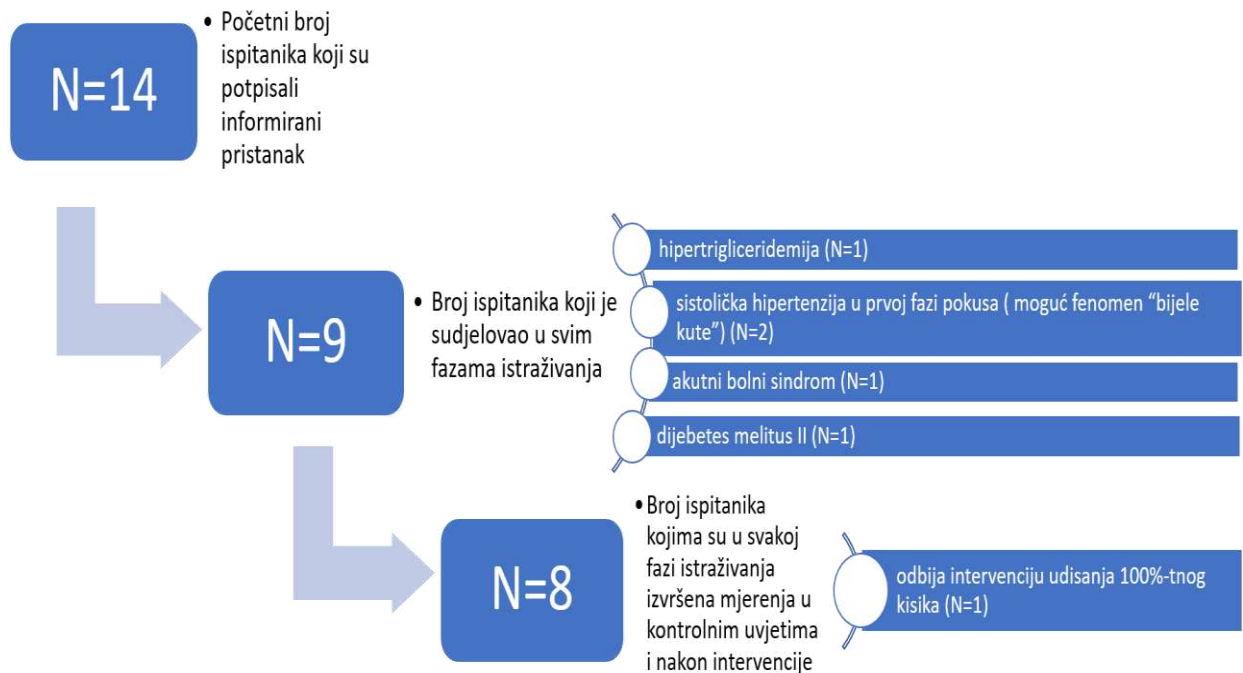 N=14
• Početni broj
ispitanika koji su
potpisali
informirani
pristanak
N=9
• Broj ispitanika koji je
sudjelovao u svim
fazama istraživanja
hipertrigliceridemija (N=1)
sistolička hipertenzija u prvoj fazi pokusa ( moguć fenomen “bijele
kute”) (N=2)
akutni bolni sindrom (N=1)
dijebetes melitus II (N=1)
N=8
• Broj ispitanika
kojima su u svakoj
fazi istraživanja
izvršena mjerenja u
kontrolnim uvjetima
i nakon intervencije
odbija intervenciju udisanja 100%-tnog
kisika (N=1)